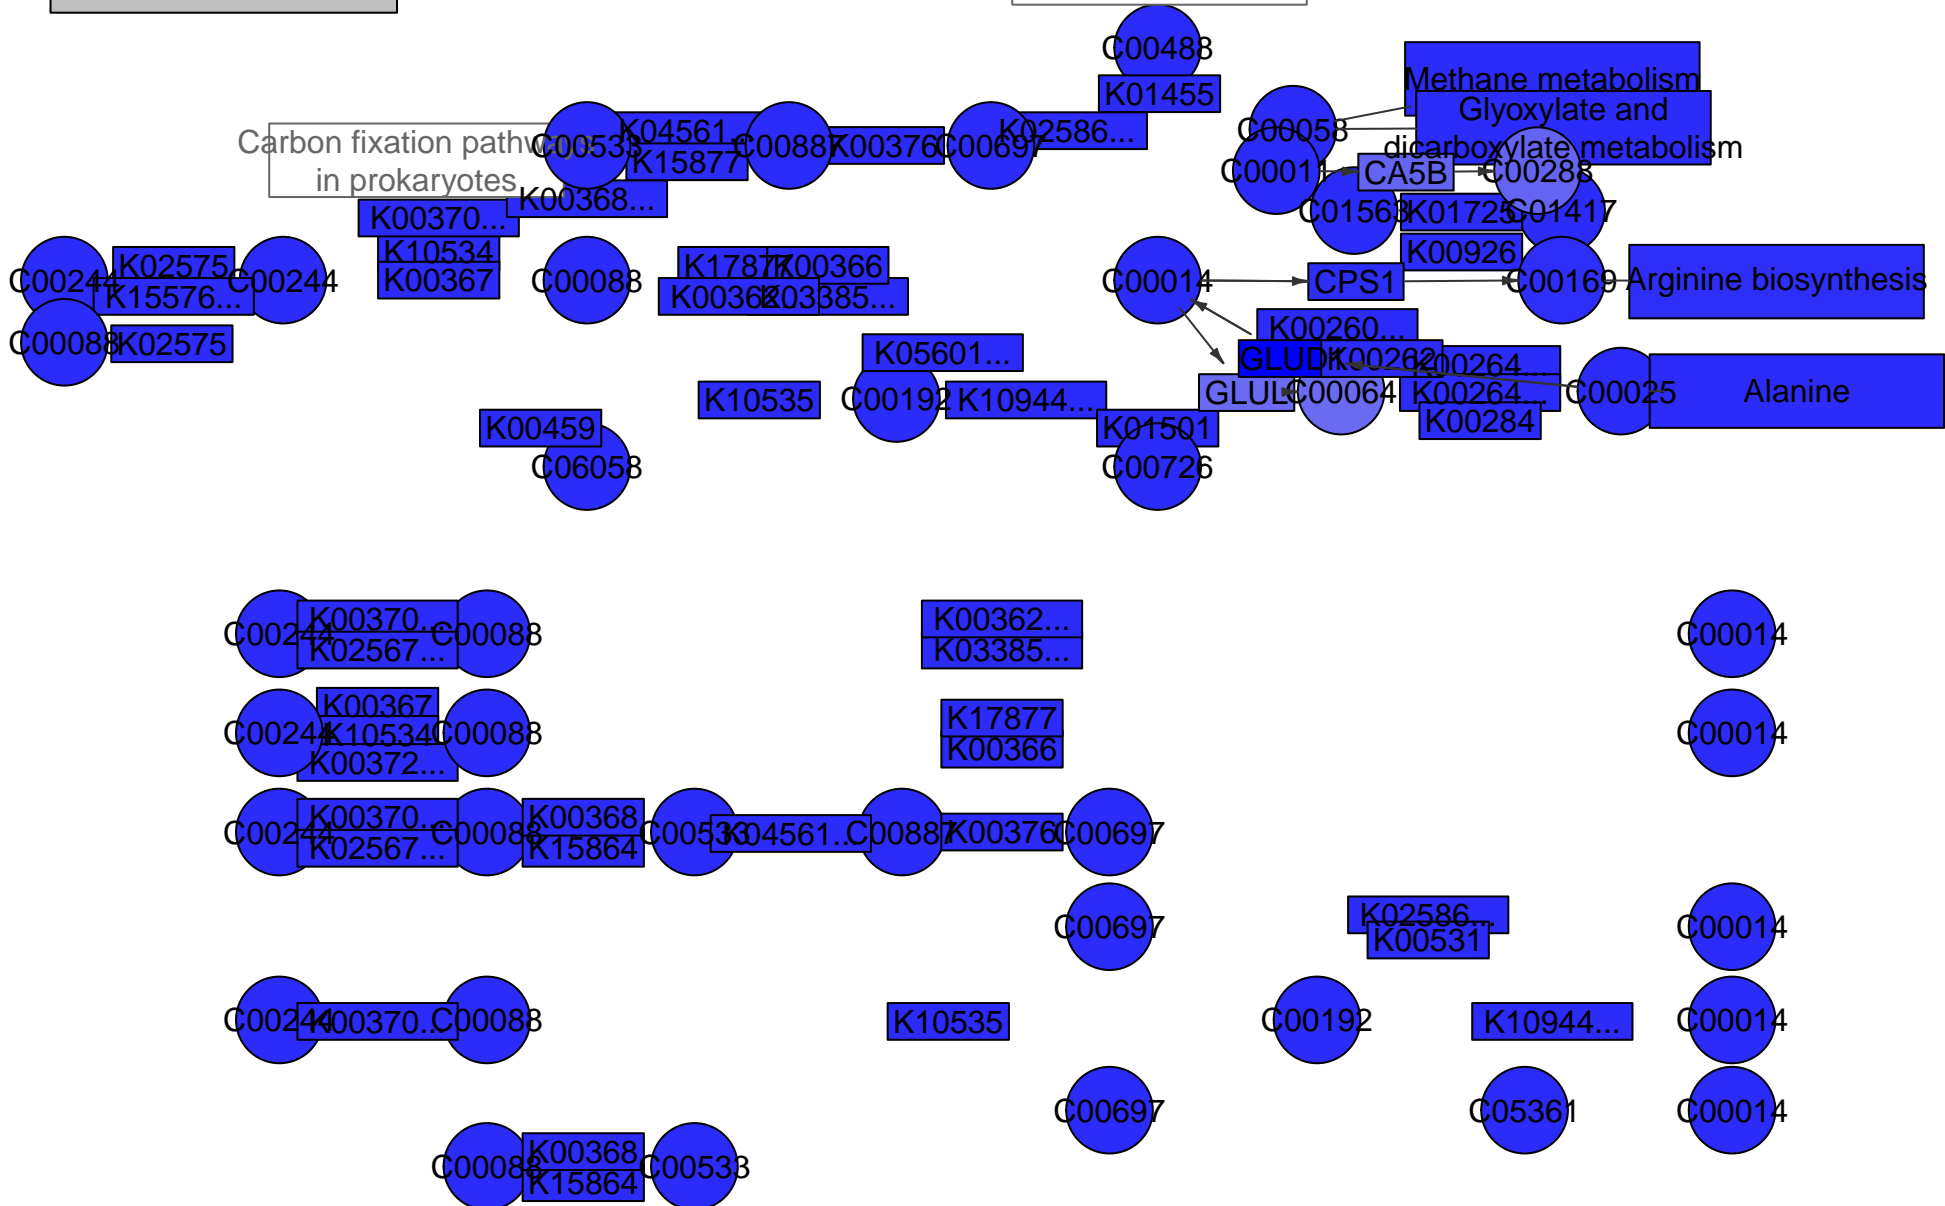 C00488
K01455
Methane metabolism
Glyoxylate and
dicarboxylate metabolism
C00058
Carbon fixation pathways
in prokaryotes
C00533
K04561...
K15877
C00887
K00376
C00697
K02586...
C00011
CA5B
C00288
K00368...
K00370...
C01563
K01725
C01417
K10534
K00367
K00926
C00244
K02575
K15576...
C00244
C00088
K17877
K00366
K00362...
K03385...
C00014
CPS1
C00169
Arginine biosynthesis
C00088
K02575
K00260...
K05601...
K00262
K00264...
K10535
C00192
K10944...
GLUL
C00064
K00264...
C00025
Alanine
K00459
K01501
K00284
C06058
C00726
C00244
K00370...
K02567...
C00088
K00362...
K03385...
C00014
K00367
C00244
K10534
C00088
K00372...
K17877
K00366
C00014
C00244
K00370...
K02567...
C00088
K00368
K15864
C00533
K04561...
C00887
K00376
C00697
C00697
K02586...
K00531
C00014
C00244
K00370...
C00088
K10535
C00192
K10944...
C00014
C00697
C05361
C00014
C00088
K00368
K15864
C00533